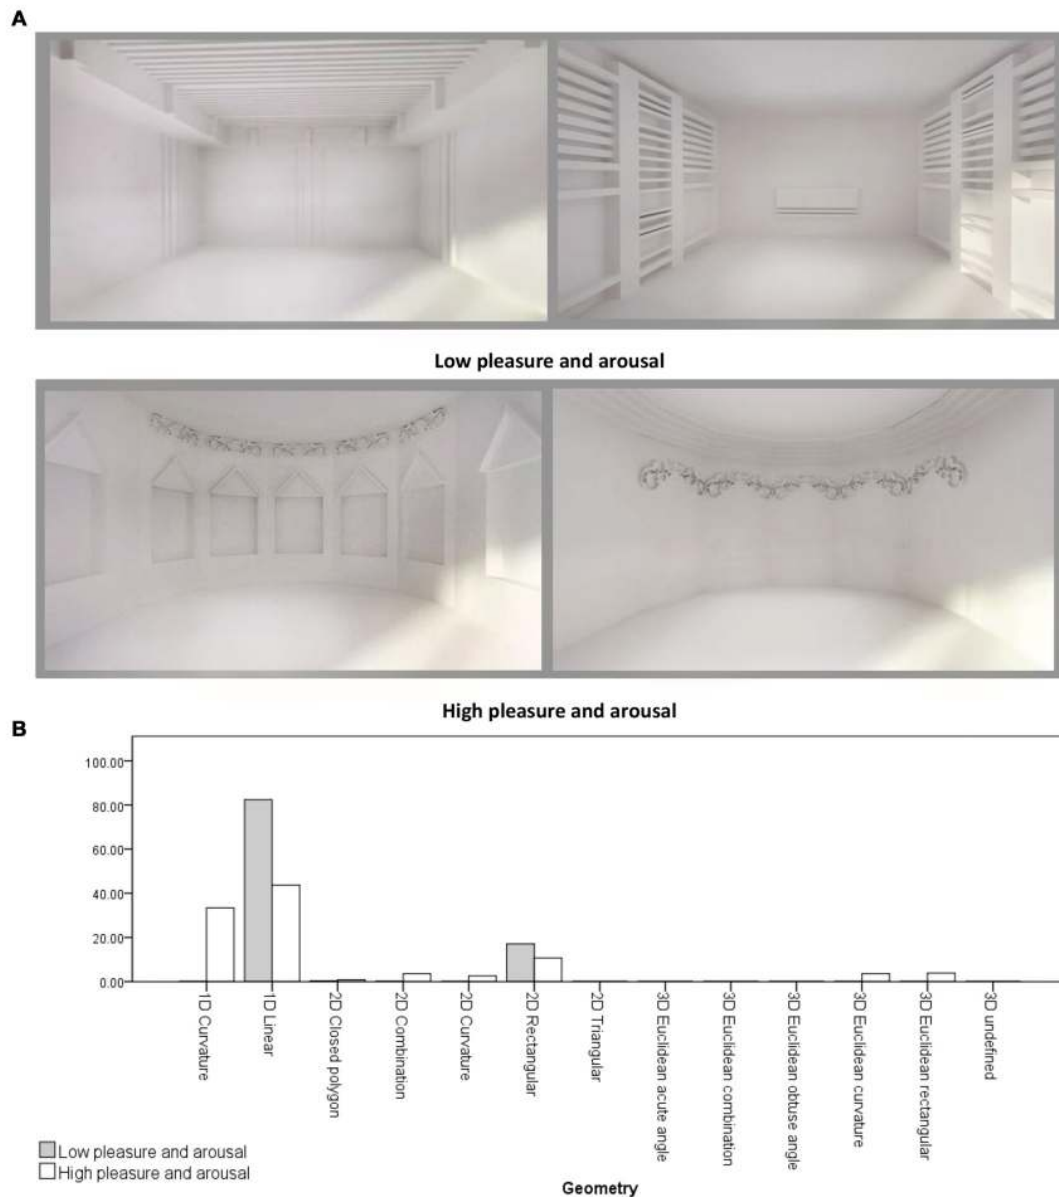 A
Low pleasure and arousal
High pleasure and arousal
B
100.00
80.00
60.00
40.00
20.00
0.00
1D Curvature
1D Linear
2D Closed polygon
2D Combination
2D Curvature
2D Rectangular
2D Triangular
3D Euclidean acute angle
3D Euclidean combination
3D Euclidean obtuse angle
3D Euclidean curvature
3D Euclidean rectangular
3D undefined
Low pleasure and arousal
High pleasure and arousal
Geometry